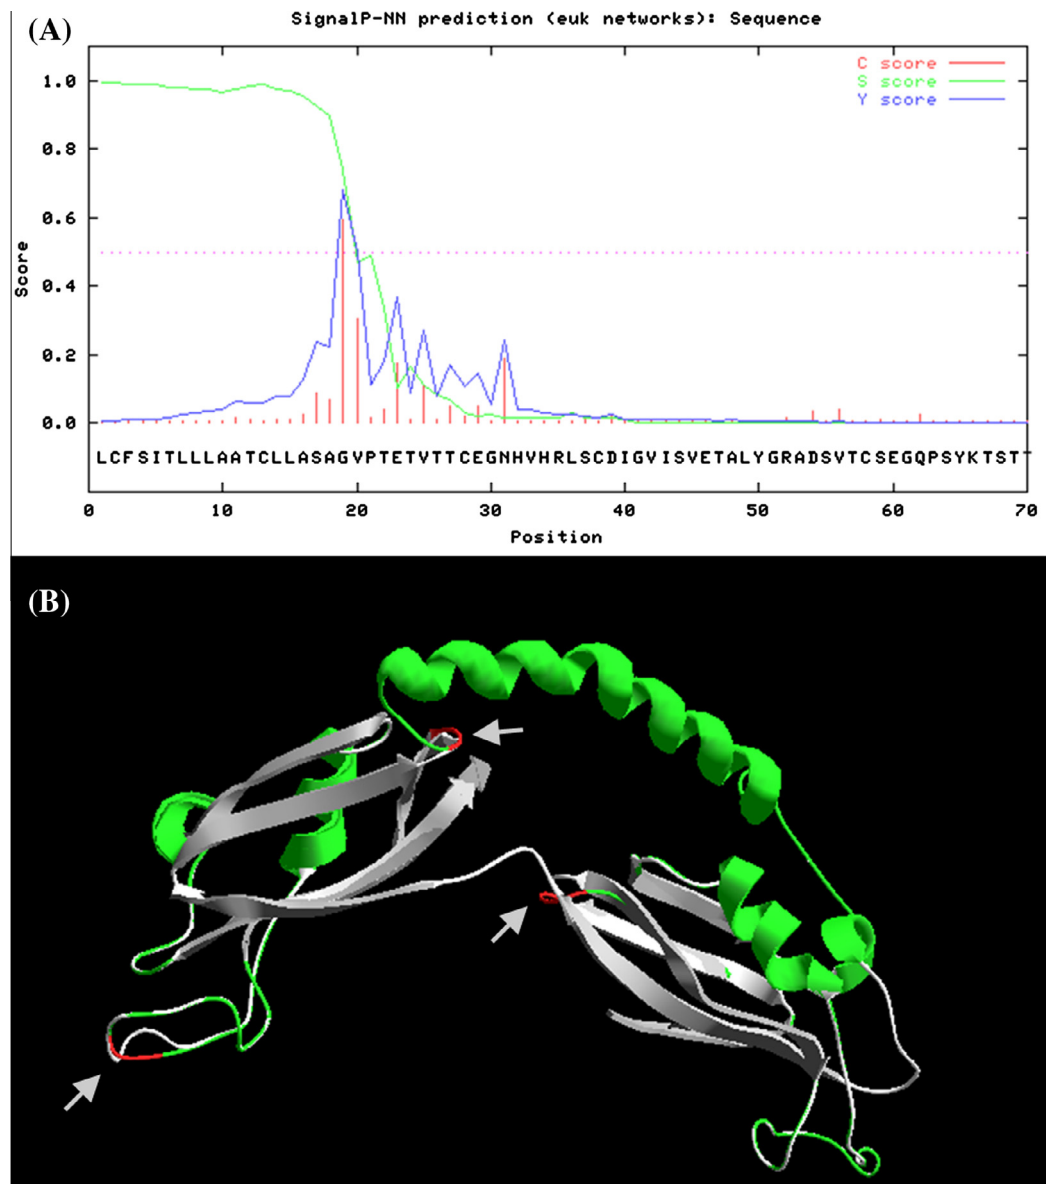 (A)
SignalP-NN prediction (euk networks): Sequence
C score
S score
Y score
1.0
0.8
0.6
0.4
0.2
0.0
Score
LCFSITLLLAATCLLASAGVPTETVTTCEGNHVHRLSCDIGVISVETALYGRADSVTCSEGQPSYKTSTT
0 10 20 30 40 50 60 70
Position
(B)